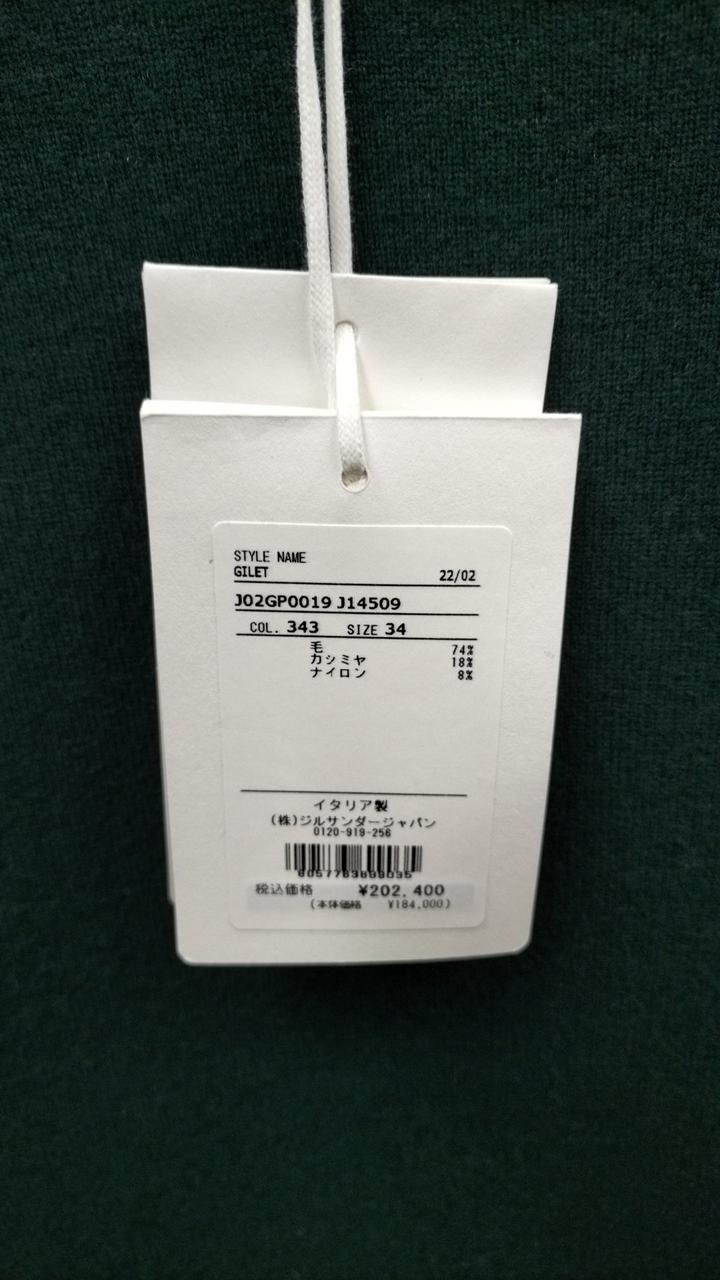 STYLE NAME
GILET 22/02
J02GP0019 J14509
COL. 343 SIZE 34
毛 74%
カシミヤ 18%
ナイロン 8%
イタリア製
(株)ジルサンダージャパン
0120-919-256
税込価格 ¥202,400
(本体価格 ¥184,000)